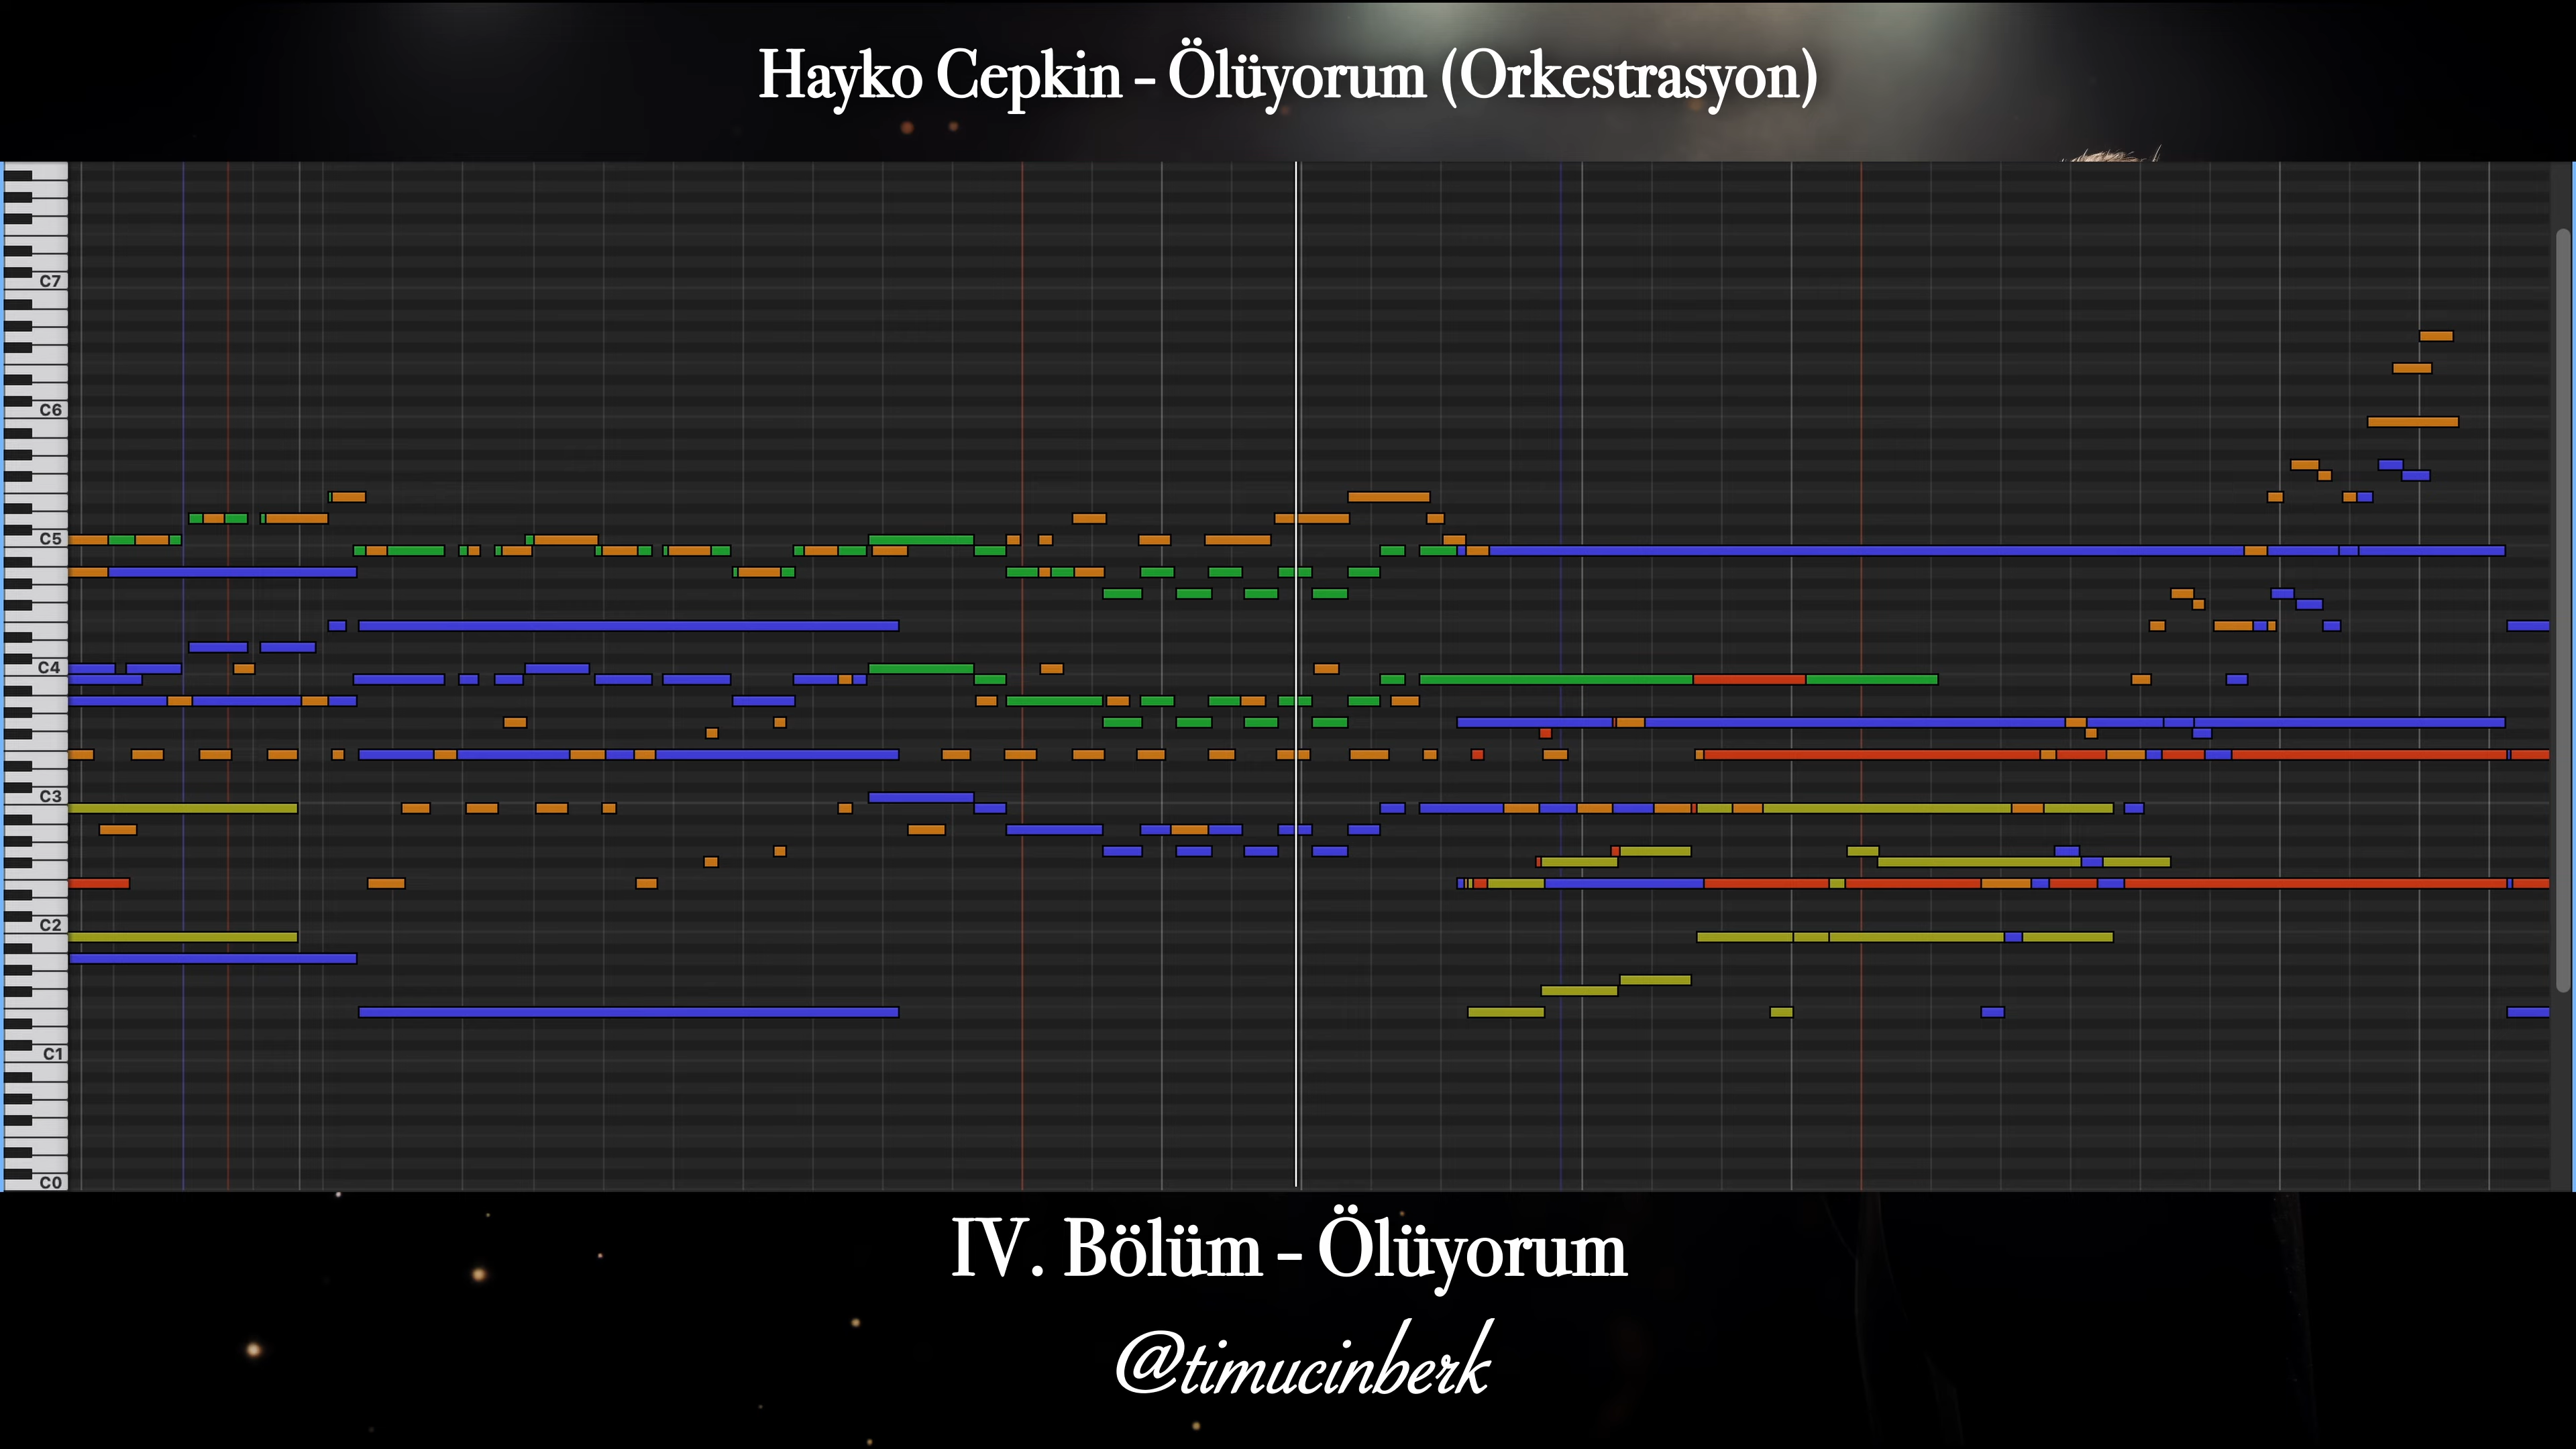 Hayko Cepkin - Ölüyorum (Orkestrasyon)
C7
C6
C5
C4
C3
C2
C1
C0
IV. Bölüm - Ölüyorum
@timucinberk